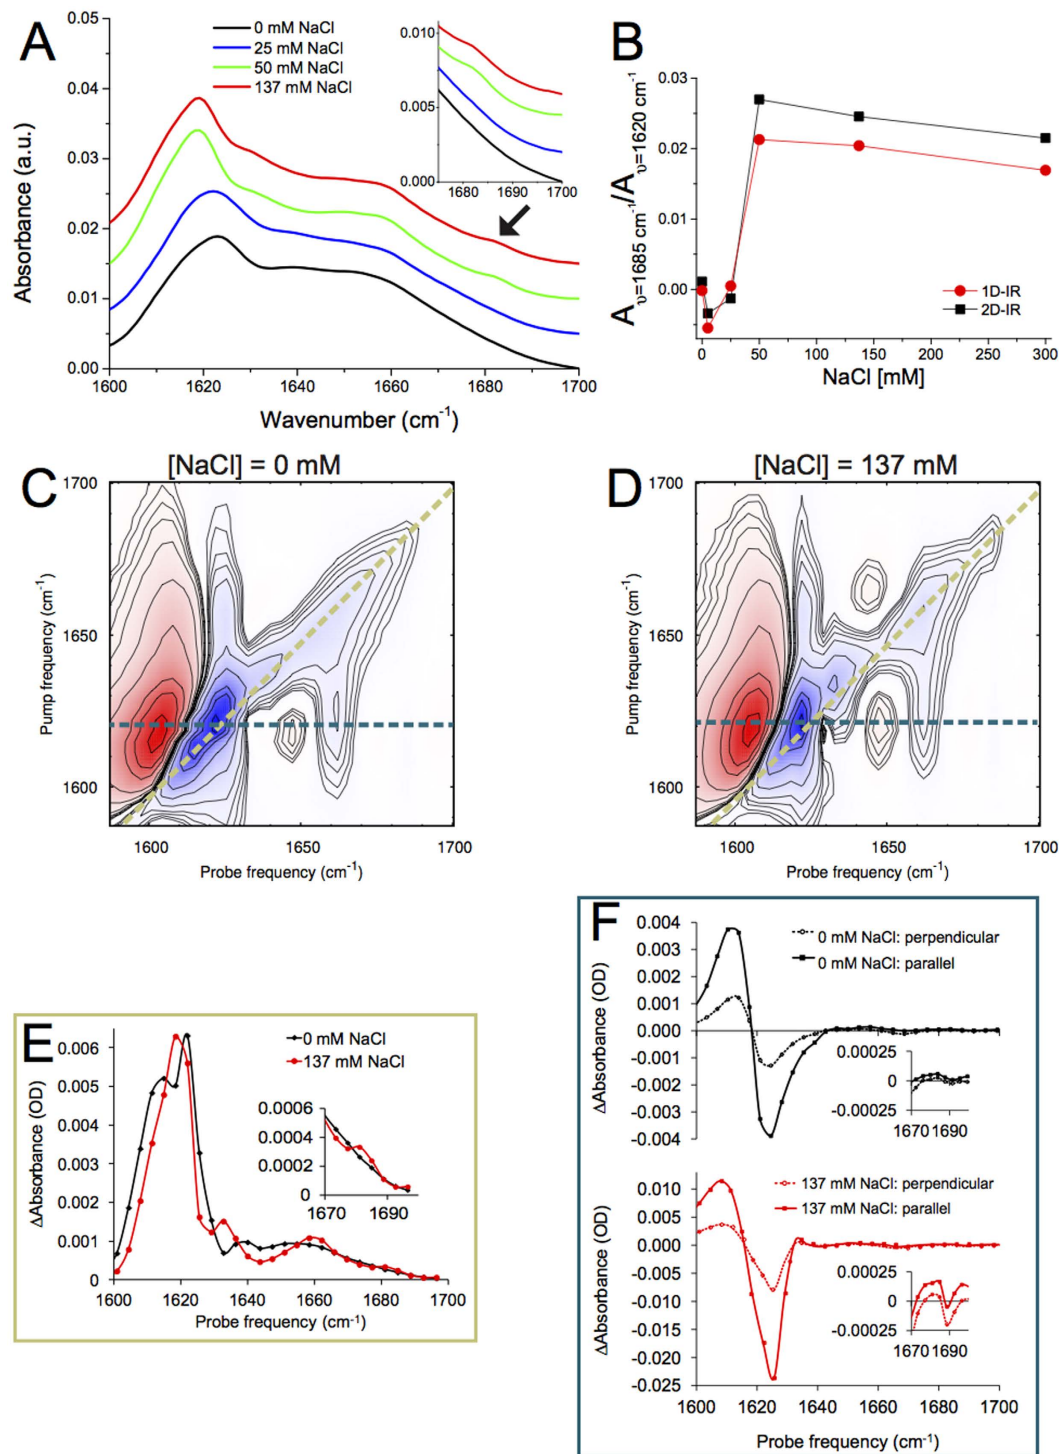 A
0 mM NaCl
25 mM NaCl
50 mM NaCl
137 mM NaCl
0.05
0.04
0.03
0.02
0.01
0.00
Absorbance (a.u.)
1600 1620 1640 1660 1680 1700
Wavenumber (cm⁻¹)
0.010
0.005
0.000
1680 1690 1700
B
0.03
0.02
0.01
0.00
A υ=1685 cm⁻¹/A υ=1620 cm⁻¹
1D-IR
2D-IR
0 50 100 150 200 250 300
NaCl [mM]
C
[NaCl] = 0 mM
1700
1650
1600
Pump frequency (cm⁻¹)
1600 1650 1700
Probe frequency (cm⁻¹)
D
[NaCl] = 137 mM
1700
1650
1600
Pump frequency (cm⁻¹)
1600 1650 1700
Probe frequency (cm⁻¹)
E
0 mM NaCl
137 mM NaCl
0.006
0.005
0.004
0.003
0.002
0.001
0
ΔAbsorbance (OD)
0.0006
0.0004
0.0002
0
1670 1690
1600 1620 1640 1660 1680 1700
Probe frequency (cm⁻¹)
F
0 mM NaCl: perpendicular
0 mM NaCl: parallel
0.004
0.003
0.002
0.001
0.000
-0.001
-0.002
-0.003
-0.004
ΔAbsorbance (OD)
0.00025
0
-0.00025
1670 1690
137 mM NaCl: perpendicular
137 mM NaCl: parallel
0.010
0.005
0.000
-0.005
-0.010
-0.015
-0.020
-0.025
ΔAbsorbance (OD)
0.00025
0
-0.00025
1670 1690
1600 1620 1640 1660 1680 1700
Probe frequency (cm⁻¹)